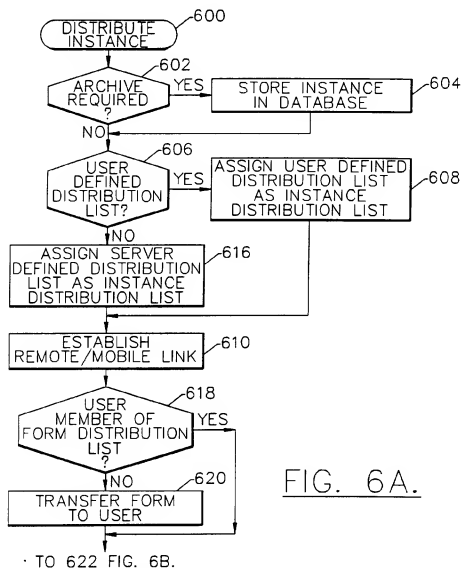 DISTRIBUTE
INSTANCE
600
602
ARCHIVE
REQUIRED
?
YES
STORE INSTANCE
IN DATABASE
604
NO
606
USER
DEFINED
DISTRIBUTION
LIST?
YES
ASSIGN USER DEFINED
DISTRIBUTION LIST
AS INSTANCE
DISTRIBUTION LIST
608
NO
ASSIGN SERVER
DEFINED DISTRIBUTION
LIST AS INSTANCE
DISTRIBUTION LIST
616
ESTABLISH
REMOTE/MOBILE LINK
610
618
USER
MEMBER OF
FORM DISTRIBUTION
LIST
?
YES
NO
620
TRANSFER FORM
TO USER
FIG. 6A.
TO 622 FIG. 6B.